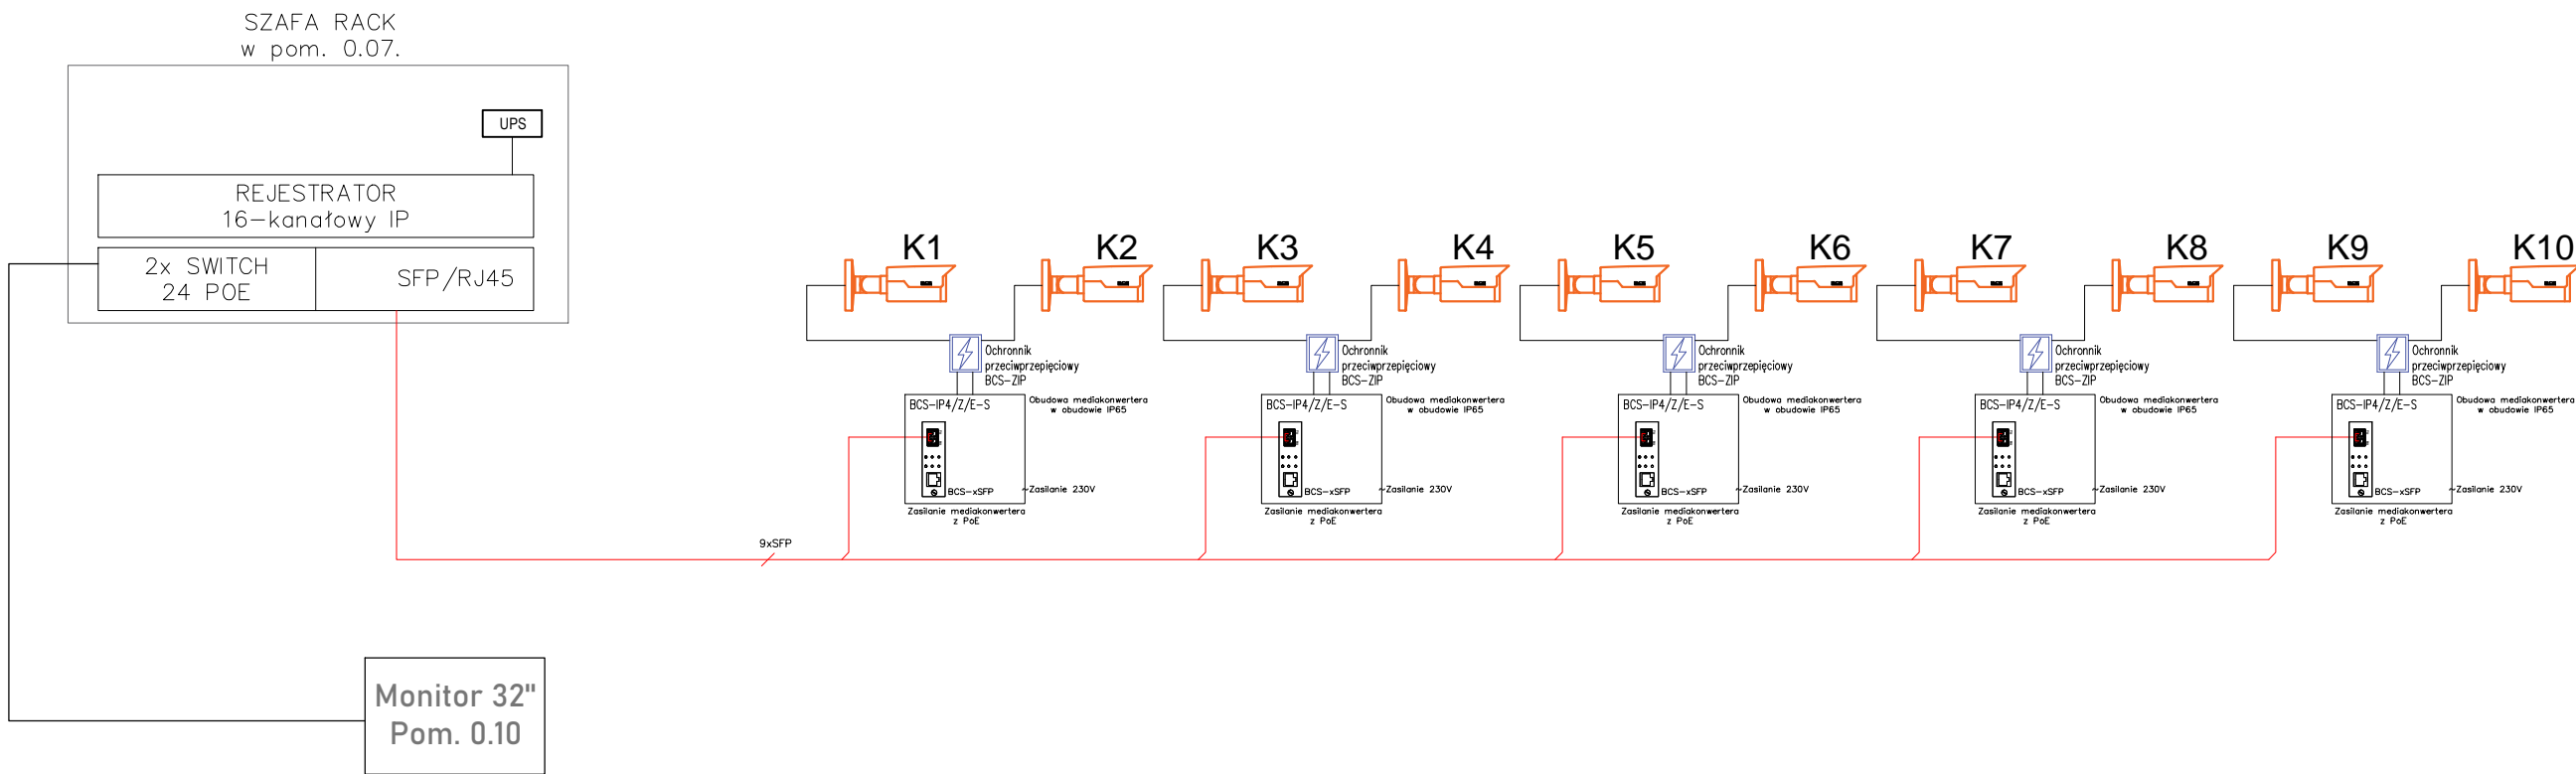 SZAFA RACK
w pom. 0.07.
UPS
REJESTRATOR
16-kanałowy IP
2x SWITCH
24 POE
SFP/RJ45
K1
K2
K3
K4
K5
K6
K7
K8
K9
K10
Ochronnik
przeciwprzepięciowy
BCS-ZIP
Ochronnik
przeciwprzepięciowy
BCS-ZIP
Ochronnik
przeciwprzepięciowy
BCS-ZIP
Ochronnik
przeciwprzepięciowy
BCS-ZIP
Ochronnik
przeciwprzepięciowy
BCS-ZIP
BCS-IP4/Z/E-S
Obudowa mediakonwertera
w obudowie IP65
BCS-xSFP
~Zasilanie 230V
Zasilanie mediakonwertera
z PoE
BCS-IP4/Z/E-S
Obudowa mediakonwertera
w obudowie IP65
BCS-xSFP
~Zasilanie 230V
Zasilanie mediakonwertera
z PoE
BCS-IP4/Z/E-S
Obudowa mediakonwertera
w obudowie IP65
BCS-xSFP
~Zasilanie 230V
Zasilanie mediakonwertera
z PoE
BCS-IP4/Z/E-S
Obudowa mediakonwertera
w obudowie IP65
BCS-xSFP
~Zasilanie 230V
Zasilanie mediakonwertera
z PoE
BCS-IP4/Z/E-S
Obudowa mediakonwertera
w obudowie IP65
BCS-xSFP
~Zasilanie 230V
Zasilanie mediakonwertera
z PoE
9xSFP
Monitor 32"
Pom. 0.10